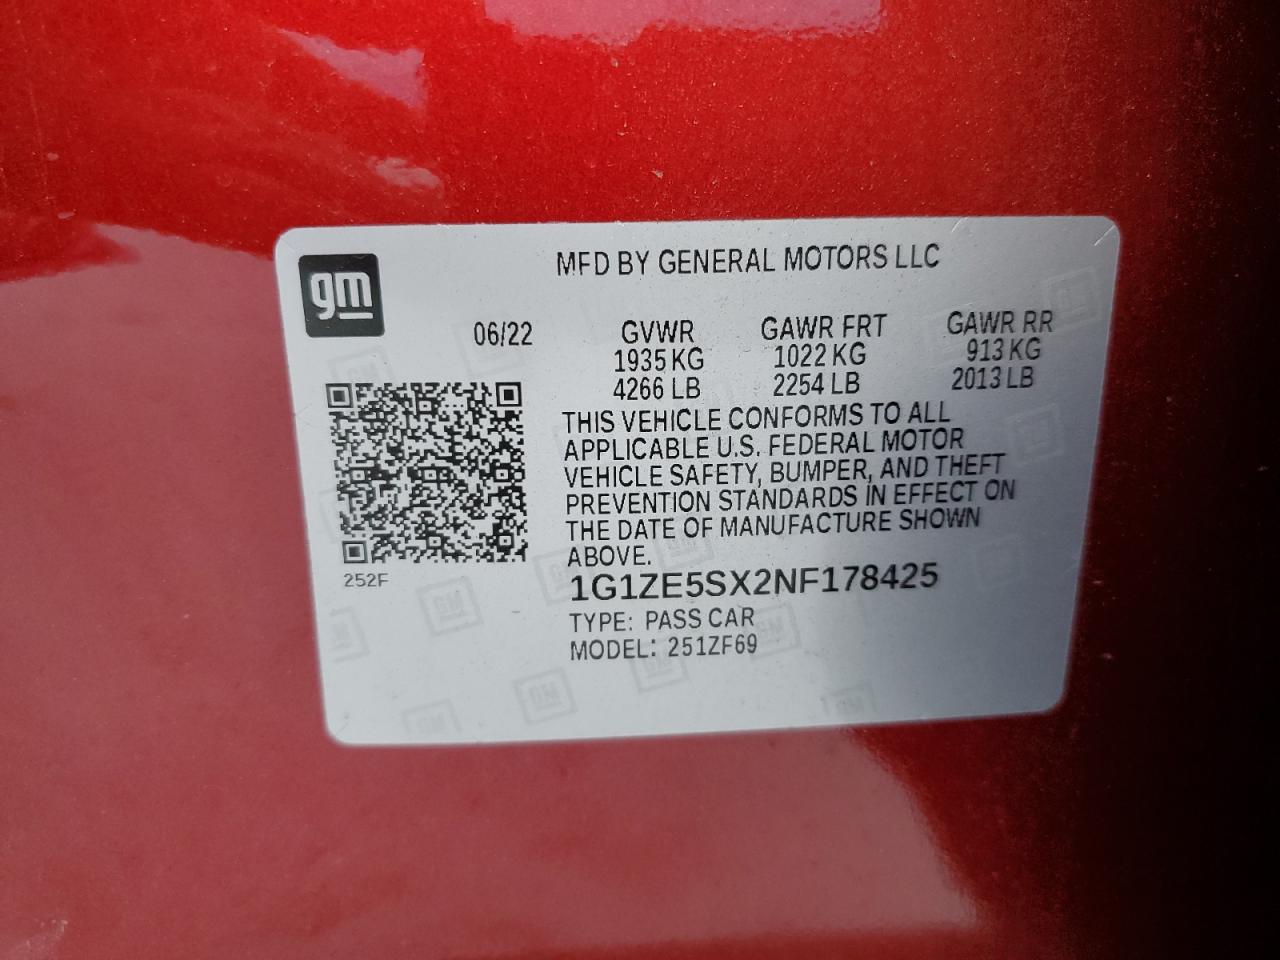 gm
MFD BY GENERAL MOTORS LLC
06/22 GVWR GAWR FRT GAWR RR
1935 KG 1022 KG 913 KG
4266 LB 2254 LB 2013 LB
THIS VEHICLE CONFORMS TO ALL
APPLICABLE U.S. FEDERAL MOTOR
VEHICLE SAFETY, BUMPER, AND THEFT
PREVENTION STANDARDS IN EFFECT ON
THE DATE OF MANUFACTURE SHOWN
ABOVE.
252F
1G1ZE5SX2NF178425
TYPE: PASS CAR
MODEL: 251ZF69